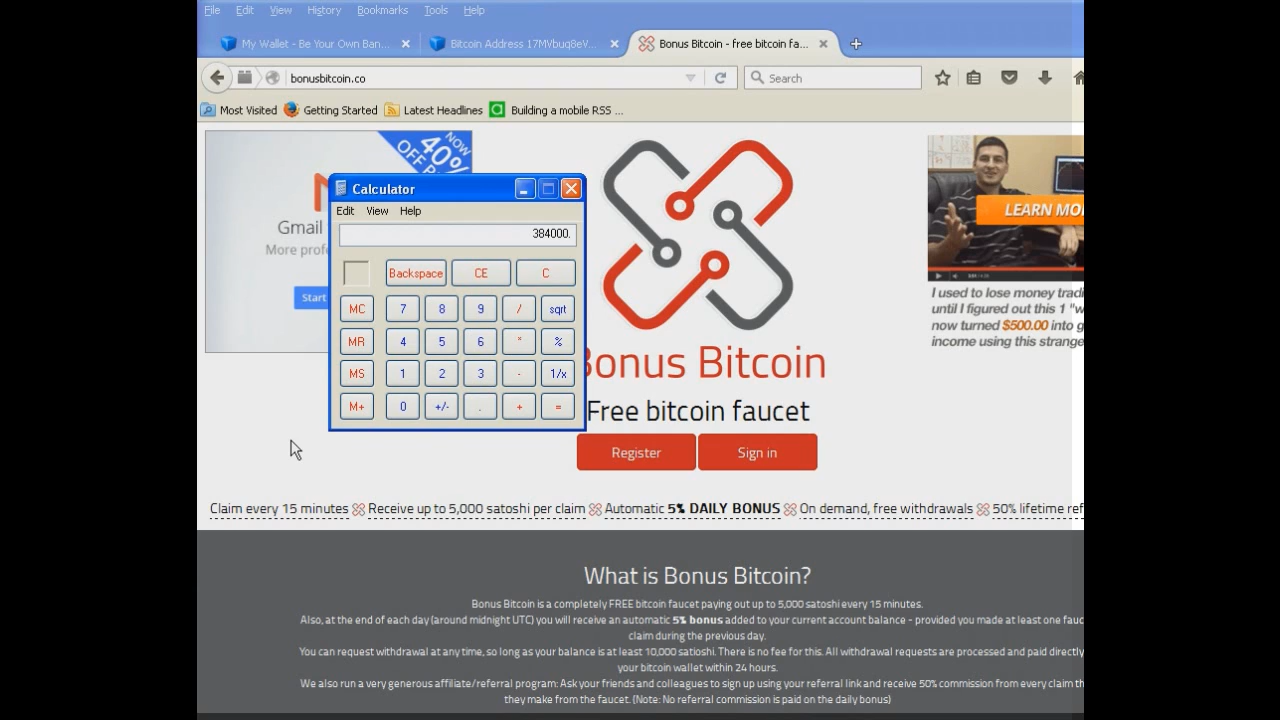 File Edit View History Bookmarks Tools Help
My Wallet - Be Your Own Ban... Bitcoin Address 17MVbuq8eV... Bonus Bitcoin - free bitcoin fa...
bonusbitcoin.co Search
Most Visited Getting Started Latest Headlines Building a mobile RSS ...
NOW
40%
OFF
Gmail
More profe
Start
Calculator
Edit View Help
384000.
Backspace CE C
MC 7 8 9 / sqrt
MR 4 5 6 * %
MS 1 2 3 - 1/x
M+ 0 +/- . + =
Bonus Bitcoin
Free bitcoin faucet
Register Sign in
LEARN MO
I used to lose money tradi
until I figured out this 1 "w
now turned $500.00 into g
income using this strange
Claim every 15 minutes Receive up to 5,000 satoshi per claim Automatic 5% DAILY BONUS On demand, free withdrawals 50% lifetime ref
What is Bonus Bitcoin?
Bonus Bitcoin is a completely FREE bitcoin faucet paying out up to 5,000 satoshi every 15 minutes.
Also, at the end of each day (around midnight UTC) you will receive an automatic 5% bonus added to your current account balance - provided you made at least one fauc
claim during the previous day.
You can request withdrawal at any time, so long as your balance is at least 10,000 satioshi. There is no fee for this. All withdrawal requests are processed and paid directly
your bitcoin wallet within 24 hours.
We also run a very generous affiliate/referral program: Ask your friends and colleagues to sign up using your referral link and receive 50% commission from every claim th
they make from the faucet. (Note: No referral commission is paid on the daily bonus)